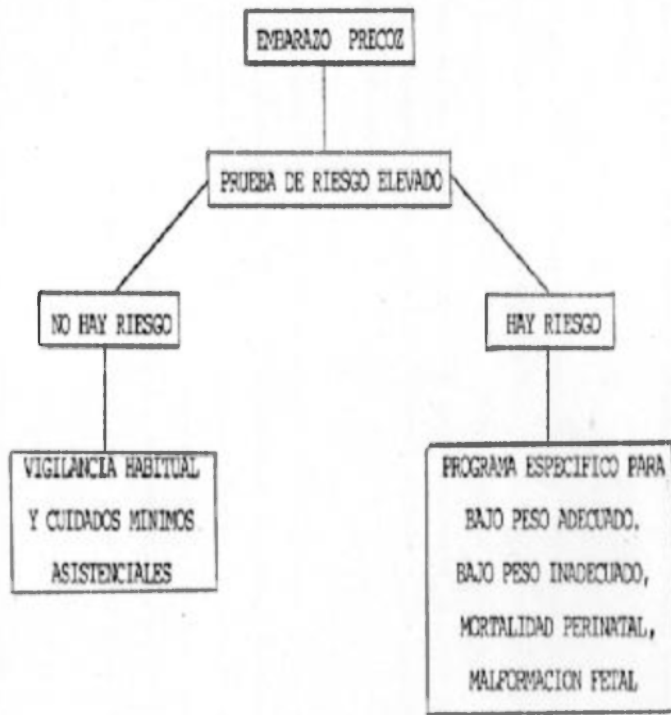 EMBARAZO PRECOZ
PRUEBA DE RIESGO ELEVADO
NO HAY RIESGO
HAY RIESGO
VIGILANCIA HABITUAL
Y CUIDADOS MINIMOS
ASISTENCIALES
PROGRAMA ESPECIFICO PARA
BAJO PESO ADECUADO.
BAJO PESO INADECUADO,
MORTALIDAD PERINATAL,
MALFORMACION FETAL